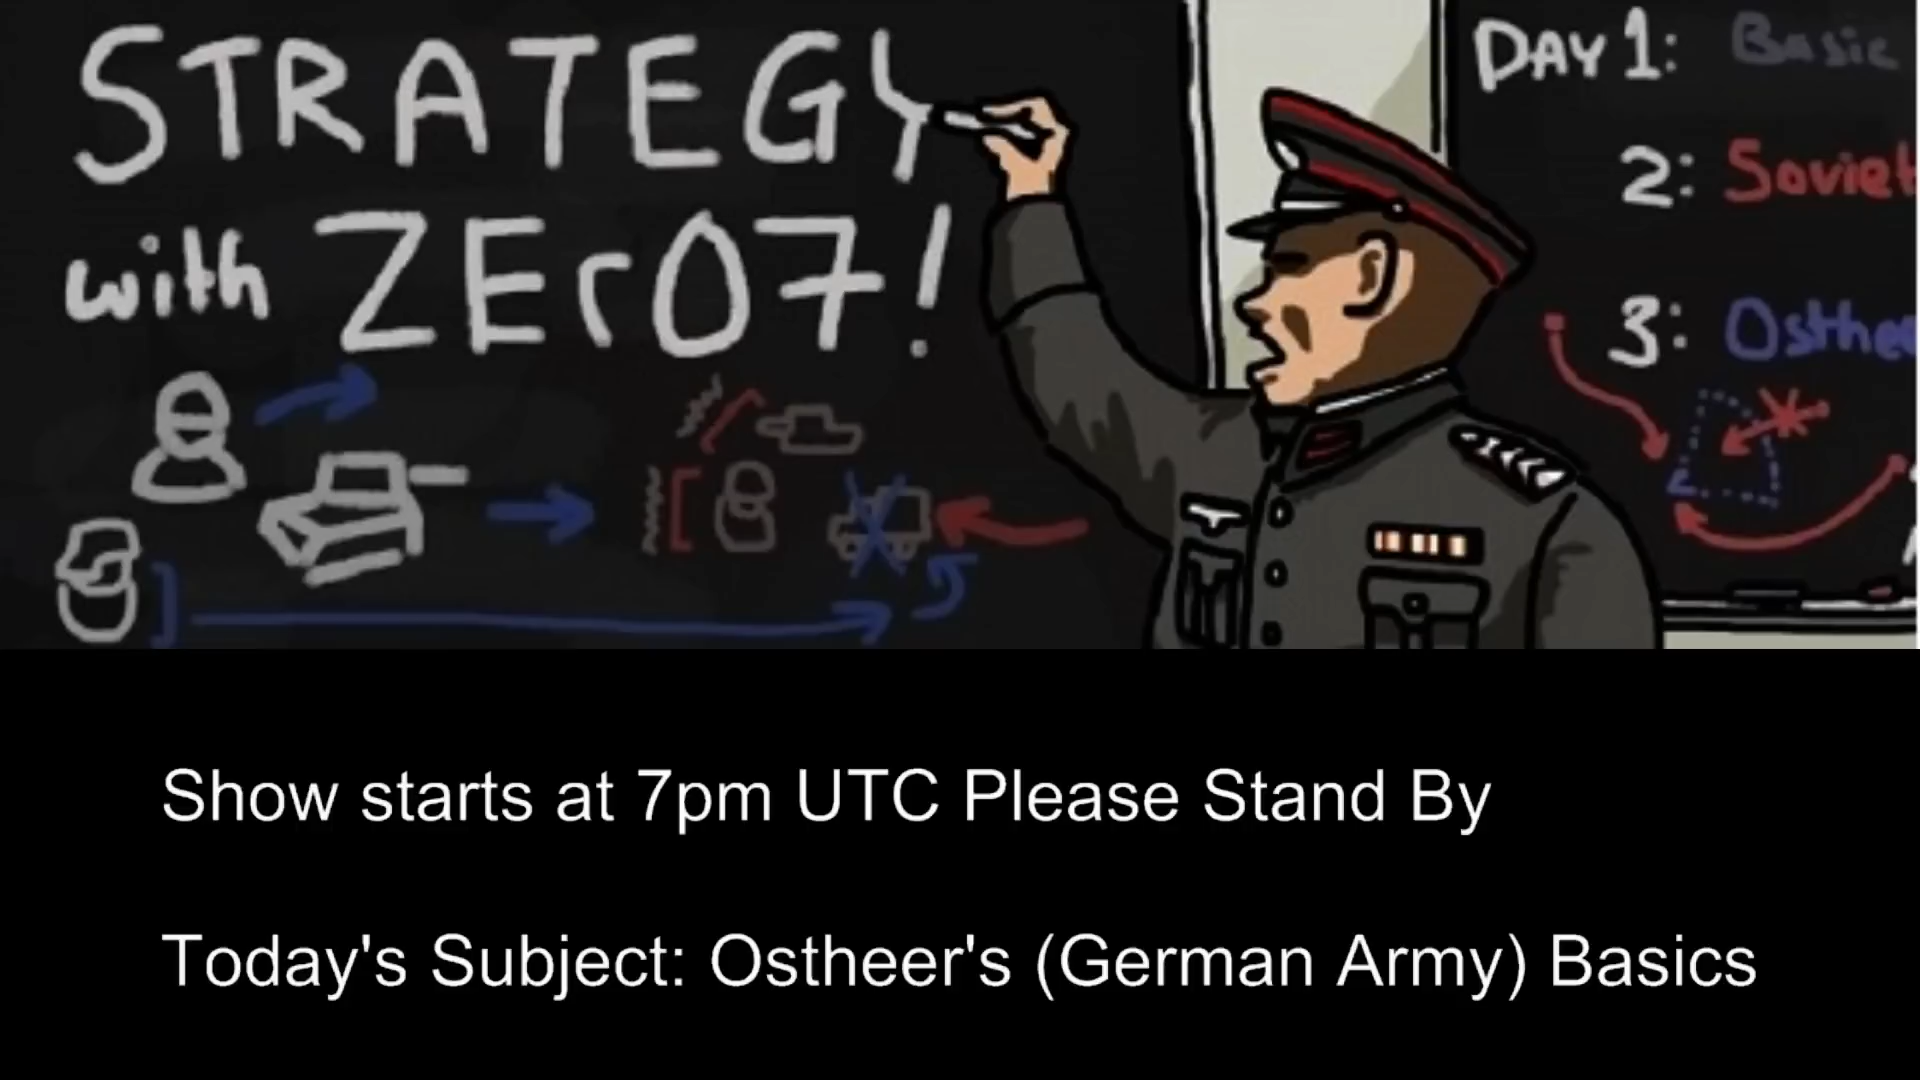 STRATEGY
with ZEr07!
DAY 1: Basic
2: Soviet
3: Osthee
Show starts at 7pm UTC Please Stand By
Today's Subject: Ostheer's (German Army) Basics